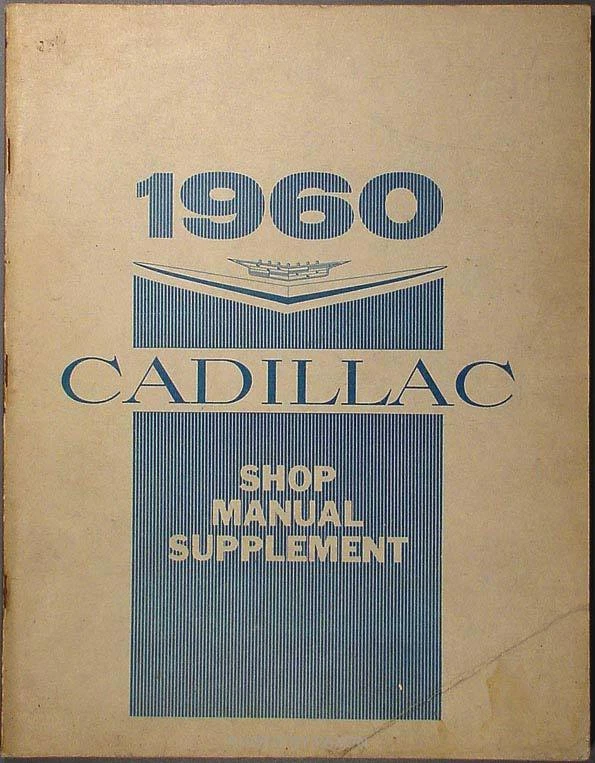 1960
CADILLAC
SHOP
MANUAL
SUPPLEMENT